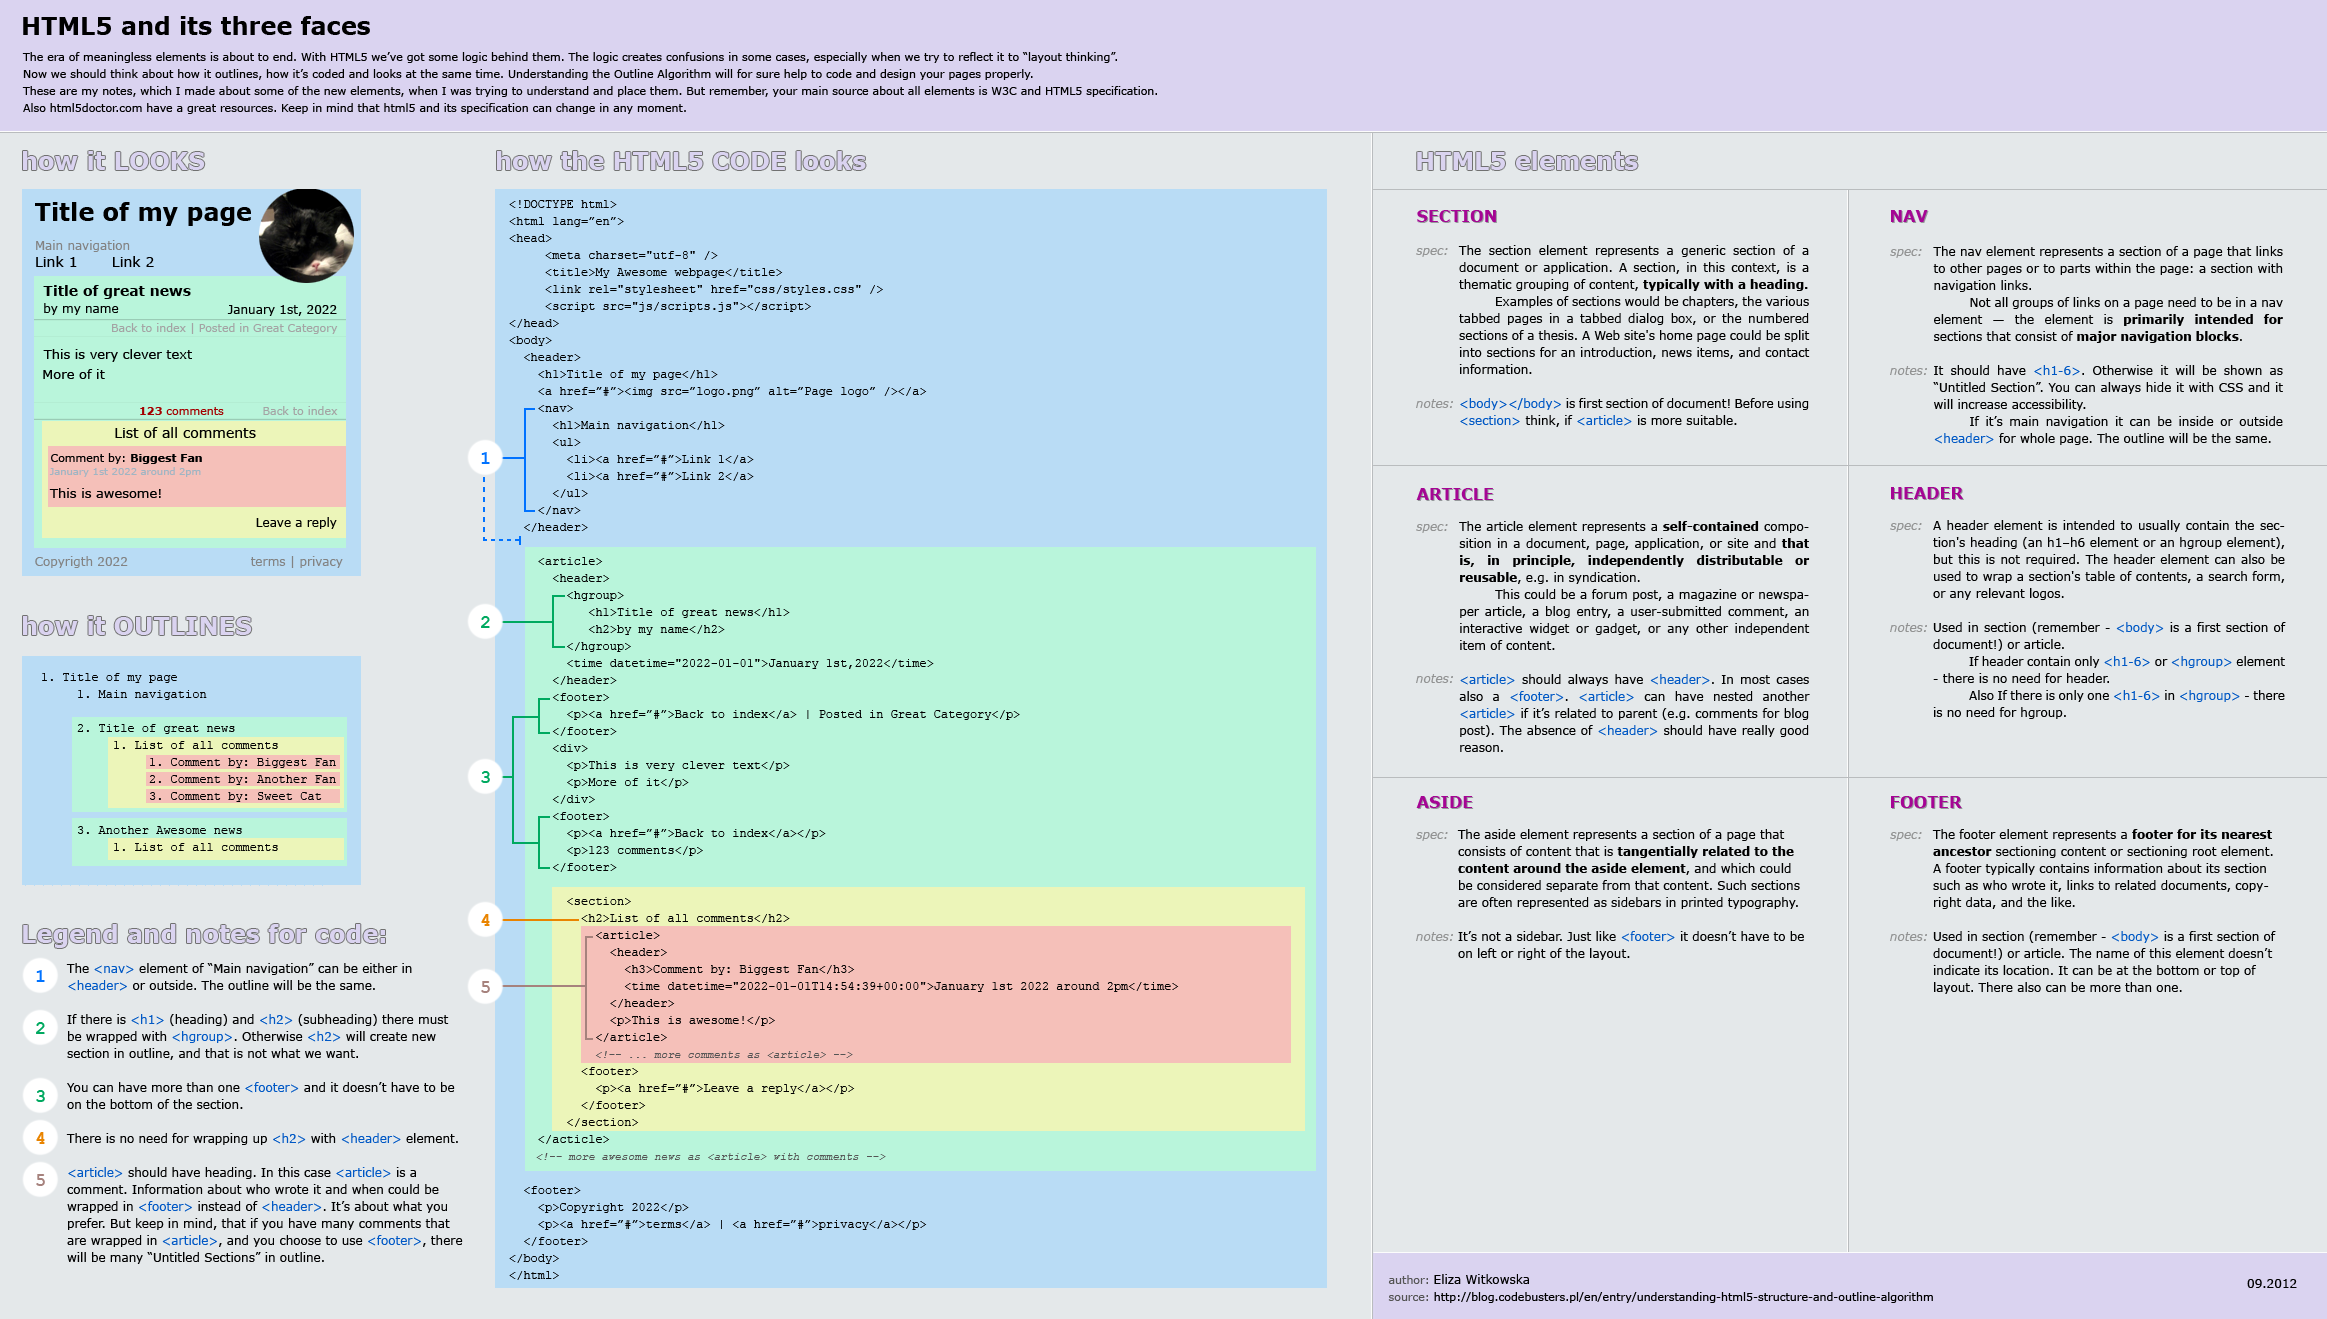 HTML5 and its three faces
The era of meaningless elements is about to end. With HTML5 we've got some logic behind them. The logic creates confusions in some cases, especially when we try to reflect it to “layout thinking”.
Now we should think about how it outlines, how it's coded and looks at the same time. Understanding the Outline Algorithm will for sure help to code and design your pages properly.
These are my notes, which I made about some of the new elements, when I was trying to understand and place them. But remember, your main source about all elements is W3C and HTML5 specification.
Also html5doctor.com have a great resources. Keep in mind that html5 and its specification can change in any moment.
how it LOOKS
Title of my page
Main navigation
Link 1 Link 2
Title of great news
by my name January 1st, 2022
Back to index | Posted in Great Category
This is very clever text
More of it
123 comments Back to index
List of all comments
Comment by: Biggest Fan
January 1st 2022 around 2pm
This is awesome!
Leave a reply
Copyrigth 2022 terms | privacy
how it OUTLINES
1. Title of my page
1. Main navigation
2. Title of great news
1. List of all comments
1. Comment by: Biggest Fan
2. Comment by: Another Fan
3. Comment by: Sweet Cat
3. Another Awesome news
1. List of all comments
Legend and notes for code:
1 The <nav> element of “Main navigation” can be either in
<header> or outside. The outline will be the same.
2 If there is <h1> (heading) and <h2> (subheading) there must
be wrapped with <hgroup>. Otherwise <h2> will create new
section in outline, and that is not what we want.
3 You can have more than one <footer> and it doesn't have to be
on the bottom of the section.
4 There is no need for wrapping up <h2> with <header> element.
5 <article> should have heading. In this case <article> is a
comment. Information about who wrote it and when could be
wrapped in <footer> instead of <header>. It's about what you
prefer. But keep in mind, that if you have many comments that
are wrapped in <article>, and you choose to use <footer>, there
will be many “Untitled Sections” in outline.
how the HTML5 CODE looks
<!DOCTYPE html>
<html lang=”en”>
<head>
<meta charset="utf-8" />
<title>My Awesome webpage</title>
<link rel="stylesheet" href="css/styles.css" />
<script src="js/scripts.js"></script>
</head>
<body>
<header>
<h1>Title of my page</h1>
<a href=”#”><img src=”logo.png” alt=”Page logo” /></a>
<nav>
<h1>Main navigation</h1>
<ul>
1 <li><a href=”#”>Link 1</a>
<li><a href=”#”>Link 2</a>
</ul>
</nav>
</header>
<article>
<header>
<hgroup>
<h1>Title of great news</h1>
2 <h2>by my name</h2>
</hgroup>
<time datetime="2022-01-01">January 1st,2022</time>
</header>
<footer>
<p><a href=”#”>Back to index</a> | Posted in Great Category</p>
</footer>
<div>
<p>This is very clever text</p>
3 <p>More of it</p>
</div>
<footer>
<p><a href=”#”>Back to index</a></p>
<p>123 comments</p>
</footer>
<section>
4 <h2>List of all comments</h2>
<article>
<header>
<h3>Comment by: Biggest Fan</h3>
5 <time datetime="2022-01-01T14:54:39+00:00">January 1st 2022 around 2pm</time>
</header>
<p>This is awesome!</p>
</article>
<!-- ... more comments as <article> -->
<footer>
<p><a href=”#”>Leave a reply</a></p>
</footer>
</section>
</acticle>
<!-- more awesome news as <article> with comments -->
<footer>
<p>Copyright 2022</p>
<p><a href=”#”>terms</a> | <a href=”#”>privacy</a></p>
</footer>
</body>
</html>
HTML5 elements
SECTION
spec: The section element represents a generic section of a
document or application. A section, in this context, is a
thematic grouping of content, typically with a heading.
Examples of sections would be chapters, the various
tabbed pages in a tabbed dialog box, or the numbered
sections of a thesis. A Web site's home page could be split
into sections for an introduction, news items, and contact
information.
notes: <body></body> is first section of document! Before using
<section> think, if <article> is more suitable.
NAV
spec: The nav element represents a section of a page that links
to other pages or to parts within the page: a section with
navigation links.
Not all groups of links on a page need to be in a nav
element — the element is primarily intended for
sections that consist of major navigation blocks.
notes: It should have <h1-6>. Otherwise it will be shown as
“Untitled Section”. You can always hide it with CSS and it
will increase accessibility.
If it's main navigation it can be inside or outside
<header> for whole page. The outline will be the same.
ARTICLE
spec: The article element represents a self-contained compo-
sition in a document, page, application, or site and that
is, in principle, independently distributable or
reusable, e.g. in syndication.
This could be a forum post, a magazine or newspa-
per article, a blog entry, a user-submitted comment, an
interactive widget or gadget, or any other independent
item of content.
notes: <article> should always have <header>. In most cases
also a <footer>. <article> can have nested another
<article> if it's related to parent (e.g. comments for blog
post). The absence of <header> should have really good
reason.
HEADER
spec: A header element is intended to usually contain the sec-
tion's heading (an h1–h6 element or an hgroup element),
but this is not required. The header element can also be
used to wrap a section's table of contents, a search form,
or any relevant logos.
notes: Used in section (remember - <body> is a first section of
document!) or article.
If header contain only <h1-6> or <hgroup> element
- there is no need for header.
Also If there is only one <h1-6> in <hgroup> - there
is no need for hgroup.
ASIDE
spec: The aside element represents a section of a page that
consists of content that is tangentially related to the
content around the aside element, and which could
be considered separate from that content. Such sections
are often represented as sidebars in printed typography.
notes: It's not a sidebar. Just like <footer> it doesn't have to be
on left or right of the layout.
FOOTER
spec: The footer element represents a footer for its nearest
ancestor sectioning content or sectioning root element.
A footer typically contains information about its section
such as who wrote it, links to related documents, copy-
right data, and the like.
notes: Used in section (remember - <body> is a first section of
document!) or article. The name of this element doesn't
indicate its location. It can be at the bottom or top of
layout. There also can be more than one.
author: Eliza Witkowska
source: http://blog.codebusters.pl/en/entry/understanding-html5-structure-and-outline-algorithm
09.2012